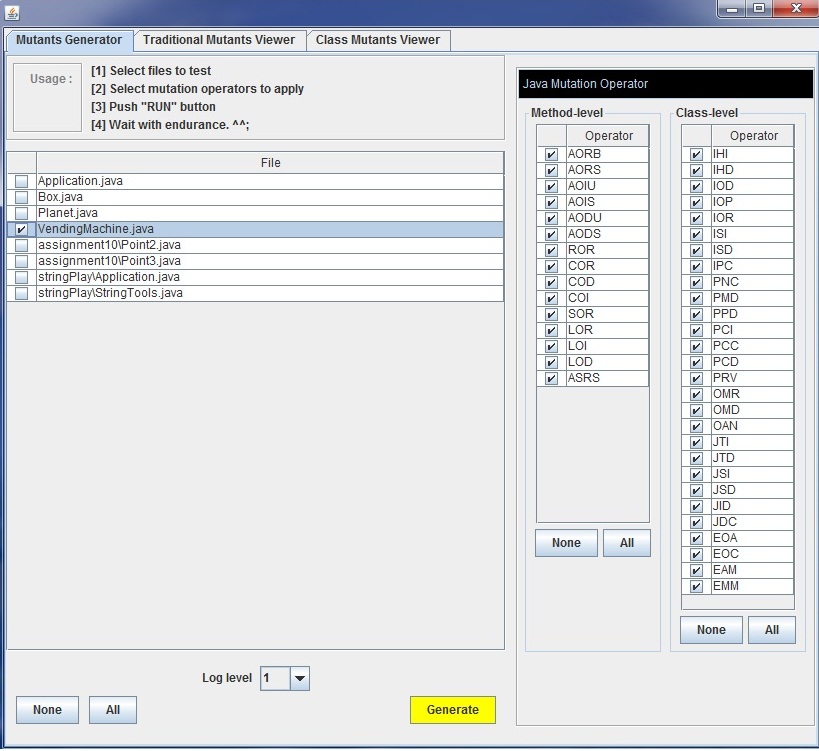 Mutants Generator
Traditional Mutants Viewer
Class Mutants Viewer
Usage :
[1] Select files to test
[2] Select mutation operators to apply
[3] Push "RUN" button
[4] Wait with endurance. ^^;
File
Application.java
Box.java
Planet.java
VendingMachine.java
assignment10\Point2.java
assignment10\Point3.java
stringPlay\Application.java
stringPlay\StringTools.java
Log level
1
None
All
Generate
Java Mutation Operator
Method-level
Operator
AORB
AORS
AOIU
AOIS
AODU
AODS
ROR
COR
COD
COI
SOR
LOR
LOI
LOD
ASRS
None
All
Class-level
Operator
IHI
IHD
IOD
IOP
IOR
ISI
ISD
IPC
PNC
PMD
PPD
PCI
PCC
PCD
PRV
OMR
OMD
OAN
JTI
JTD
JSI
JSD
JID
JDC
EOA
EOC
EAM
EMM
None
All